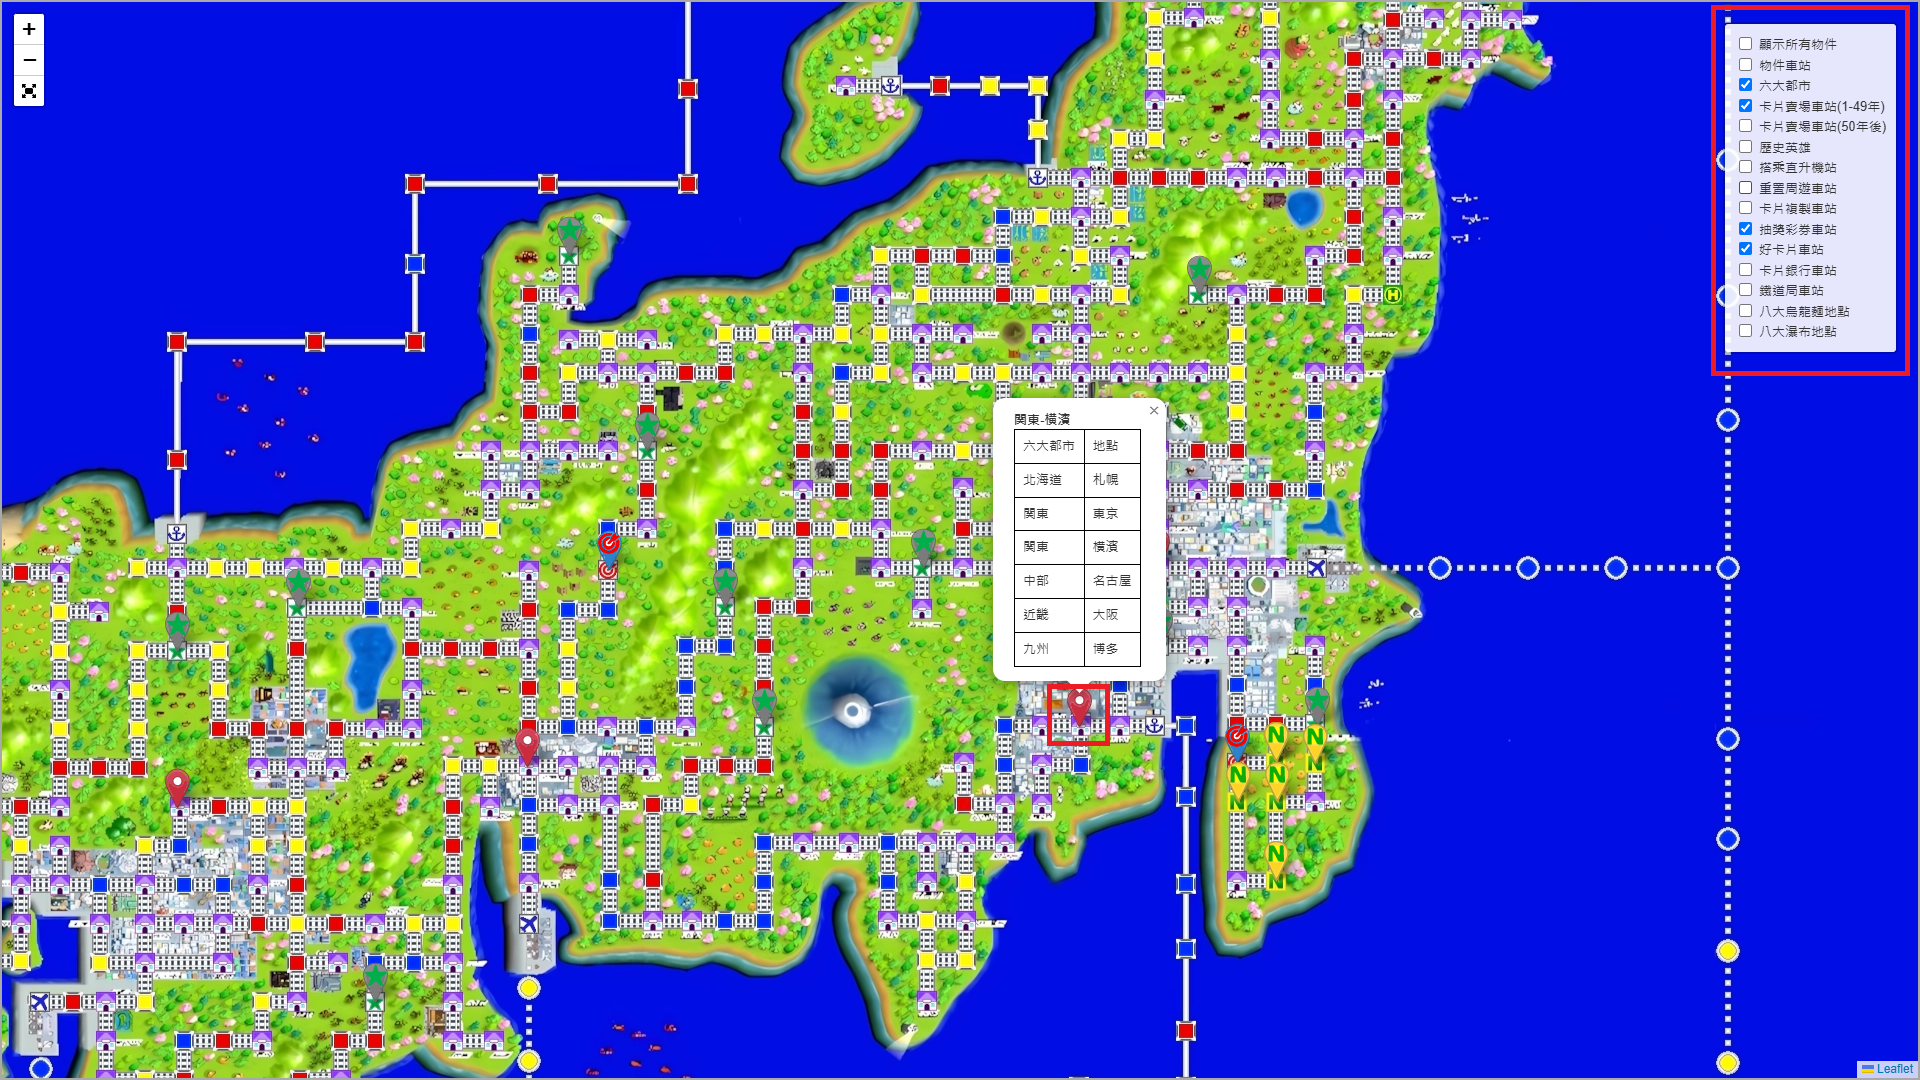 +
−
顯示所有物件
物件車站
六大都市
卡片賣場車站(1-49年)
卡片賣場車站(50年後)
歷史英雄
搭乘直升機站
重置周遊車站
卡片複製車站
抽獎彩券車站
好卡片車站
卡片銀行車站
鐵道局車站
八大烏龍麵地點
八大瀑布地點
H
×
関東-橫濱
六大都市 地點
北海道 札幌
関東 東京
関東 橫濱
中部 名古屋
近畿 大阪
九州 博多
N N
N
N N
N N
N
N
Leaflet